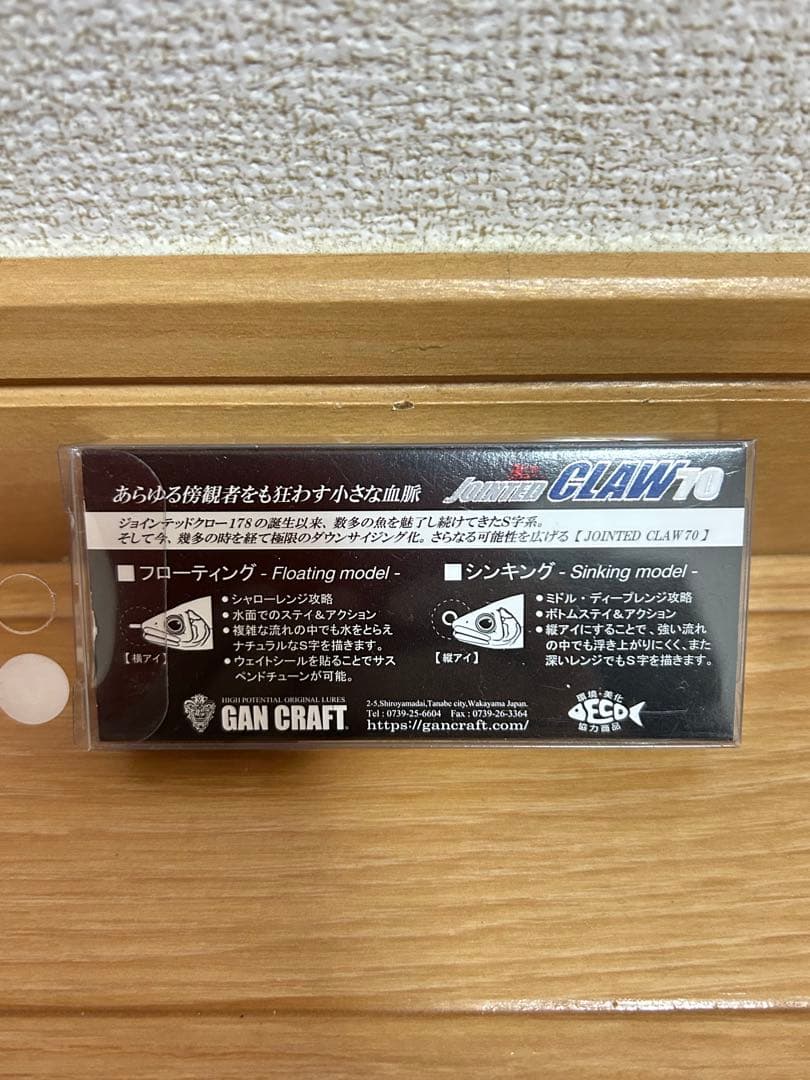 あらゆる傍観者をも狂わす小さな血脈
JOINTED CLAW 70
ジョインテッドクロー178の誕生以来、数多の魚を魅了し続けてきたS字系。
そして今、幾多の時を経て極限のダウンサイジング化。さらなる可能性を広げる【 JOINTED CLAW 70 】
■フローティング - Floating model -
【横アイ】
• シャローレンジ攻略
• 水面でのステイ&アクション
• 複雑な流れの中でも水をとらえ
ナチュラルなS字を描きます。
• ウェイトシールを貼ることでサス
ペンドチューンが可能。
■シンキング - Sinking model -
【縦アイ】
• ミドル・ディープレンジ攻略
• ボトムステイ&アクション
• 縦アイにすることで、強い流れ
の中でも浮き上がりにくく、また
深いレンジでもS字を描きます。
HIGH POTENTIAL ORIGINAL LURES
GAN CRAFT
2-5,Shiroyamadai,Tanabe city,Wakayama Japan.
Tel : 0739-25-6604 Fax : 0739-26-3364
https://gancraft.com/
環境・美化
ECO
協力商品